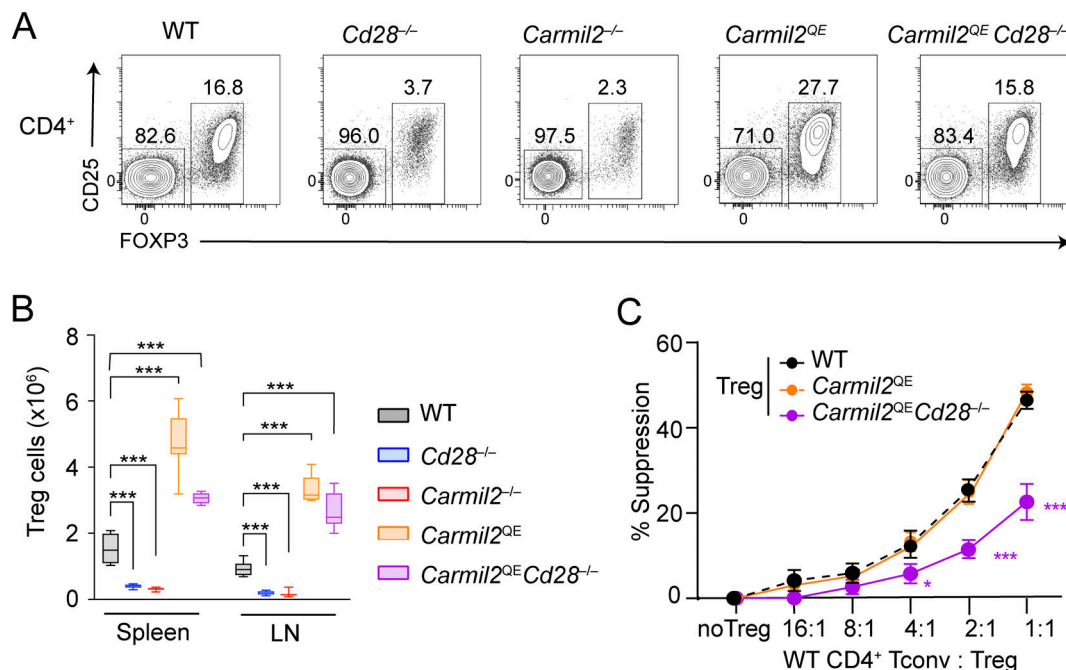 A
WT
Cd28–/–
Carmil2–/–
Carmil2QE
Carmil2QE Cd28–/–
CD4+
CD25
16.8
82.6
0
0
3.7
96.0
0
0
2.3
97.5
0
0
27.7
71.0
0
0
15.8
83.4
0
0
FOXP3
B
Treg cells (x10⁶)
8
6
4
2
0
***
***
***
***
***
***
***
***
Spleen
LN
WT
Cd28–/–
Carmil2–/–
Carmil2QE
Carmil2QECd28–/–
C
% Suppression
60
40
20
0
Treg
WT
Carmil2QE
Carmil2QECd28–/–
*
***
***
noTreg
16:1
8:1
4:1
2:1
1:1
WT CD4+ Tconv : Treg